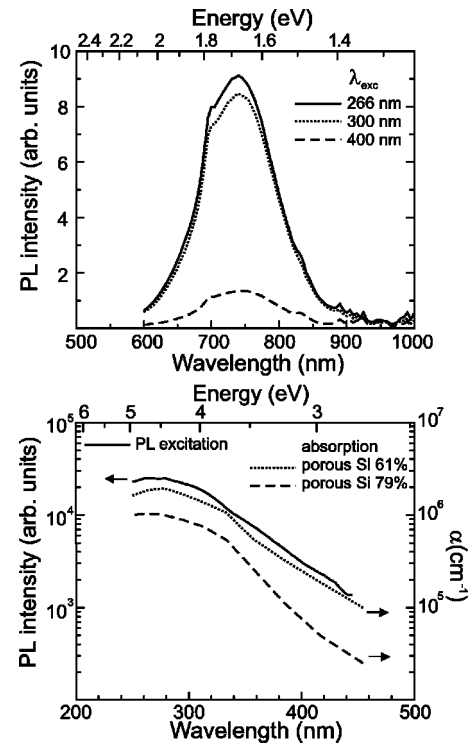 Energy (eV)
2.4 2.2 2 1.8 1.6 1.4
10
8
6
4
2
PL intensity (arb. units)
λexc
266 nm
300 nm
400 nm
500 600 700 800 900 1000
Wavelength (nm)
Energy (eV)
6 5 4 3
10^5
10^4
10^3
PL intensity (arb. units)
PL excitation
absorption
porous Si 61%
porous Si 79%
10^7
10^6
10^5
α(cm^-1)
200 300 400 500
Wavelength (nm)